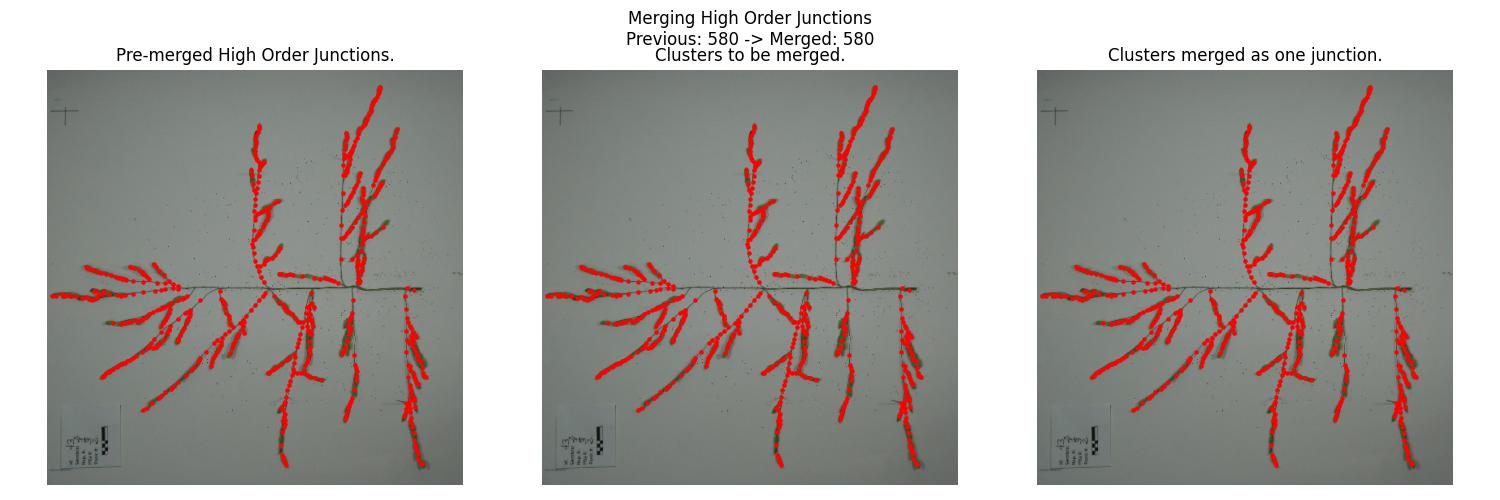 Merging High Order Junctions
Previous: 580 -> Merged: 580
Pre-merged High Order Junctions.
Clusters to be merged.
Clusters merged as one junction.